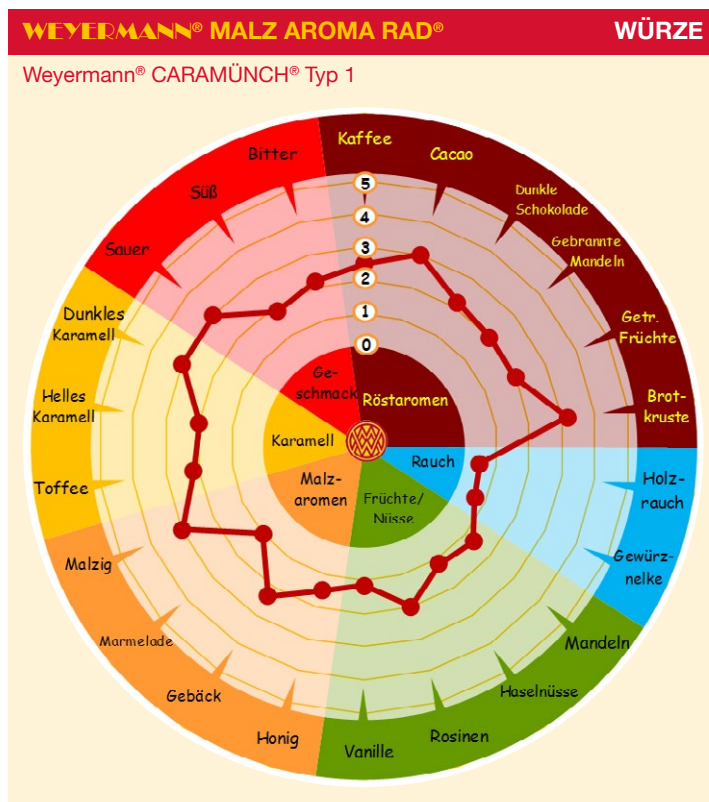 WEYERMANN® MALZ AROMA RAD®
WÜRZE
Weyermann® CARAMÜNCH® Typ 1
Kaffee
Cacao
Dunkle
Schokolade
Gebrannte
Mandeln
Getr.
Früchte
Brot-
kruste
Holz-
rauch
Gewürz-
nelke
Mandeln
Haselnüsse
Rosinen
Vanille
Honig
Gebäck
Marmelade
Malzig
Toffee
Helles
Karamell
Dunkles
Karamell
Sauer
Süß
Bitter
5
4
3
2
1
0
Ge-
schmack
Röstaromen
Karamell
Rauch
Malz-
aromen
Früchte/
Nüsse